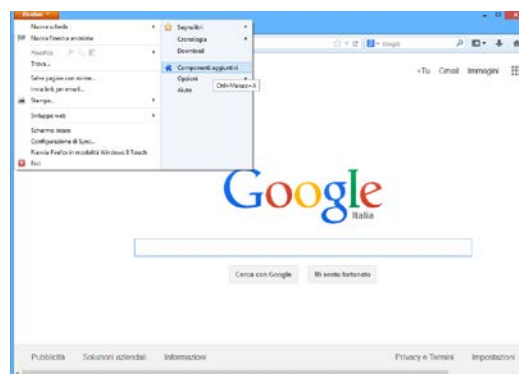 Firefox
Nuova scheda
Nuova finestra anonima
Modifica
Trova...
Salva pagina con nome...
Invia link per email...
Stampa...
Sviluppo web
Schermo intero
Configurazione di Sync...
Riavvia Firefox in modalità Windows 8 Touch
Esci
Segnalibri
Cronologia
Download
Componenti aggiuntivi
Opzioni
Aiuto
Ctrl+Maiusc+A
Google
+Tu Gmail Immagini
Google
Italia
Cerca con Google
Mi sento fortunato
Pubblicità Soluzioni aziendali Informazioni
Privacy e Termini Impostazioni